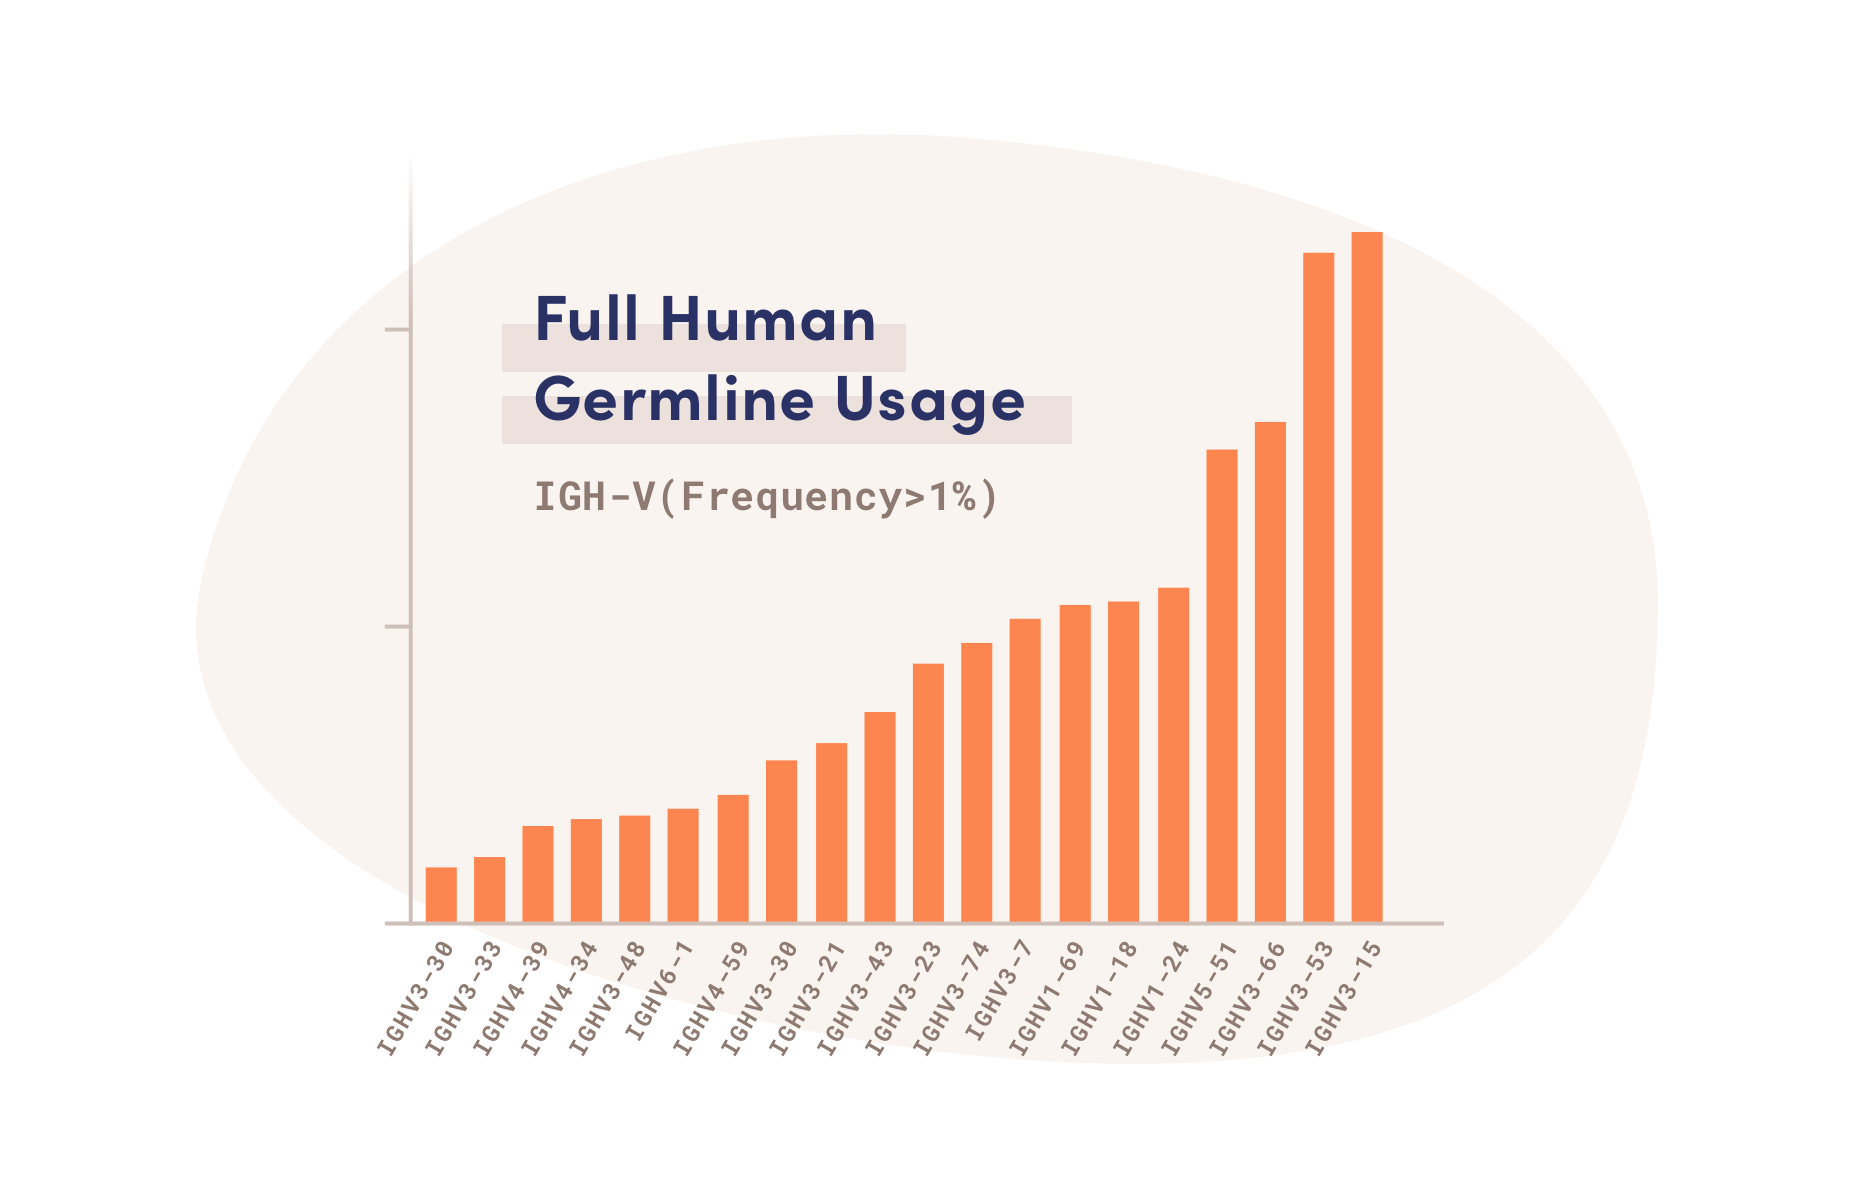 Full Human
Germline Usage
IGH-V(Frequency>1%)
IGHV3-30
IGHV3-33
IGHV4-39
IGHV4-34
IGHV3-48
IGHV6-1
IGHV4-59
IGHV3-30
IGHV3-21
IGHV3-43
IGHV3-23
IGHV3-74
IGHV3-7
IGHV1-69
IGHV1-18
IGHV1-24
IGHV5-51
IGHV3-66
IGHV3-53
IGHV3-15